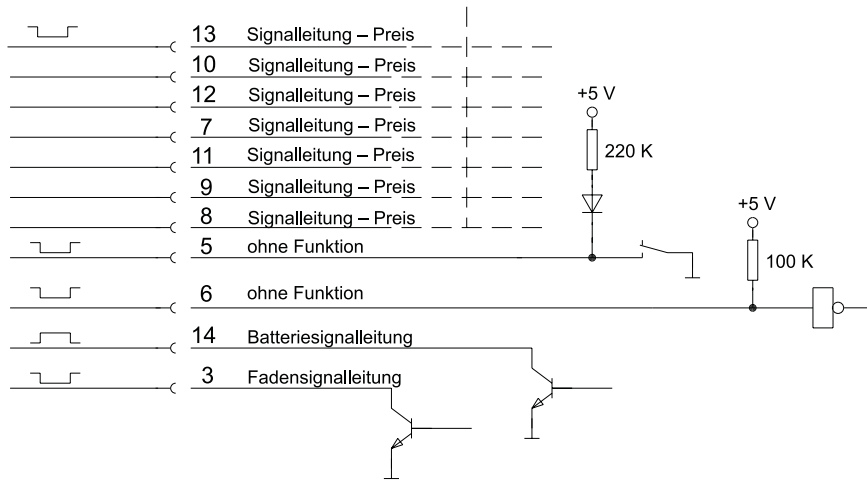 13 Signalleitung – Preis
10 Signalleitung – Preis
12 Signalleitung – Preis
7 Signalleitung – Preis
11 Signalleitung – Preis
9 Signalleitung – Preis
8 Signalleitung – Preis
5 ohne Funktion
6 ohne Funktion
14 Batteriesignalleitung
3 Fadensignalleitung
+5 V
220 K
+5 V
100 K